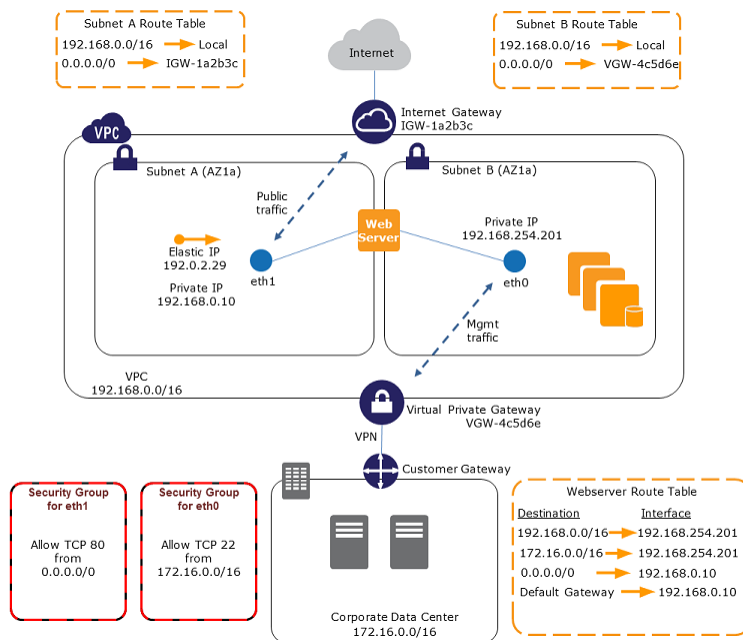 Subnet A Route Table
192.168.0.0/16 Local
0.0.0.0/0 IGW-1a2b3c
Internet
Subnet B Route Table
192.168.0.0/16 Local
0.0.0.0/0 VGW-4c5d6e
Internet Gateway
IGW-1a2b3c
VPC
Subnet A (AZ1a)
Subnet B (AZ1a)
Public
traffic
Web
Server
Elastic IP
192.0.2.29
Private IP
192.168.0.10
eth1
Private IP
192.168.254.201
eth0
Mgmt
traffic
VPC
192.168.0.0/16
Virtual Private Gateway
VGW-4c5d6e
VPN
Customer Gateway
Security Group
for eth1
Allow TCP 80
from
0.0.0.0/0
Security Group
for eth0
Allow TCP 22
from
172.16.0.0/16
Corporate Data Center
172.16.0.0/16
Webserver Route Table
Destination Interface
192.168.0.0/16 192.168.254.201
172.16.0.0/16 192.168.254.201
0.0.0.0/0 192.168.0.10
Default Gateway 192.168.0.10